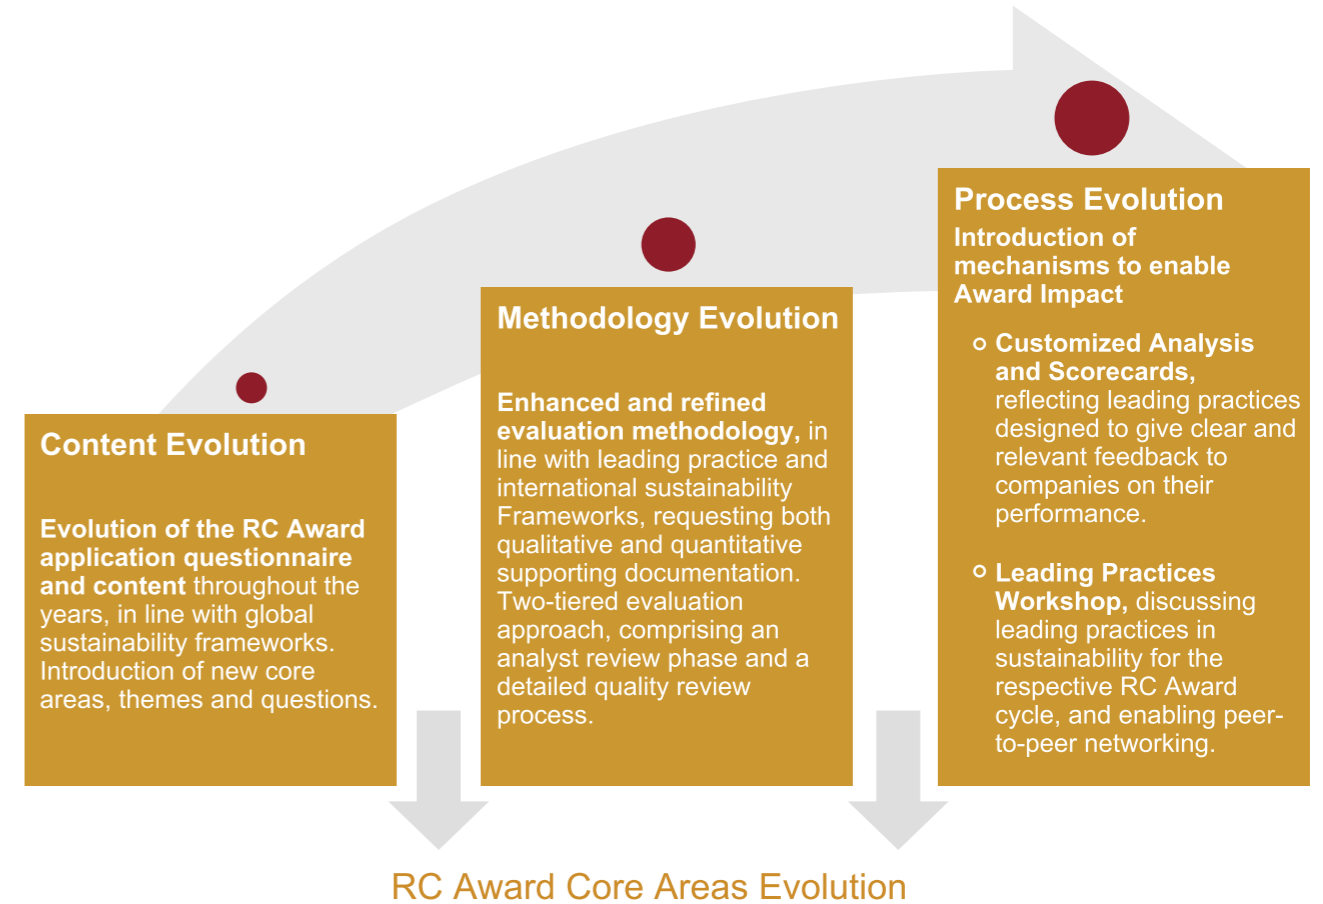 Content Evolution
Evolution of the RC Award
application questionnaire
and content throughout the
years, in line with global
sustainability frameworks.
Introduction of new core
areas, themes and questions.
Methodology Evolution
Enhanced and refined
evaluation methodology, in
line with leading practice and
international sustainability
Frameworks, requesting both
qualitative and quantitative
supporting documentation.
Two-tiered evaluation
approach, comprising an
analyst review phase and a
detailed quality review
process.
Process Evolution
Introduction of
mechanisms to enable
Award Impact
Customized Analysis
and Scorecards,
reflecting leading practices
designed to give clear and
relevant feedback to
companies on their
performance.
Leading Practices
Workshop, discussing
leading practices in
sustainability for the
respective RC Award
cycle, and enabling peer-
to-peer networking.
RC Award Core Areas Evolution